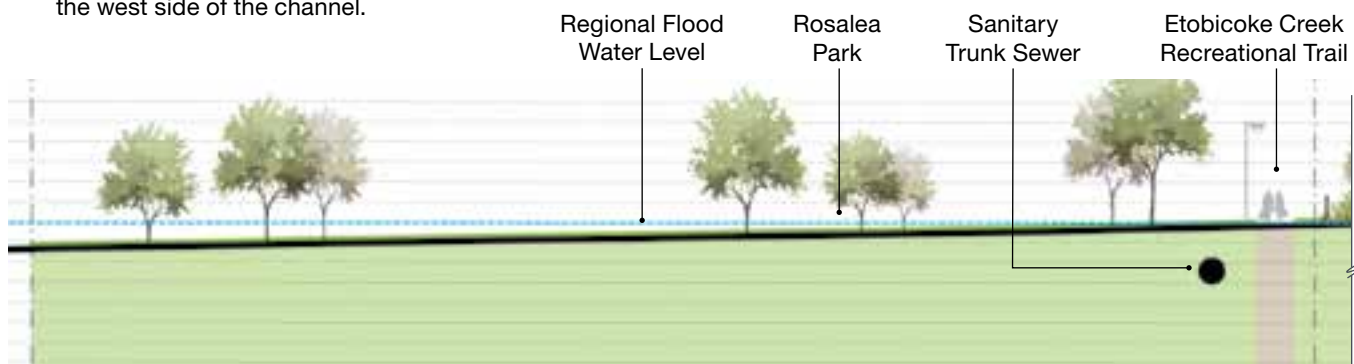 the west side of the channel.
Regional Flood
Water Level
Rosalea
Park
Sanitary
Trunk Sewer
Etobicoke Creek
Recreational Trail